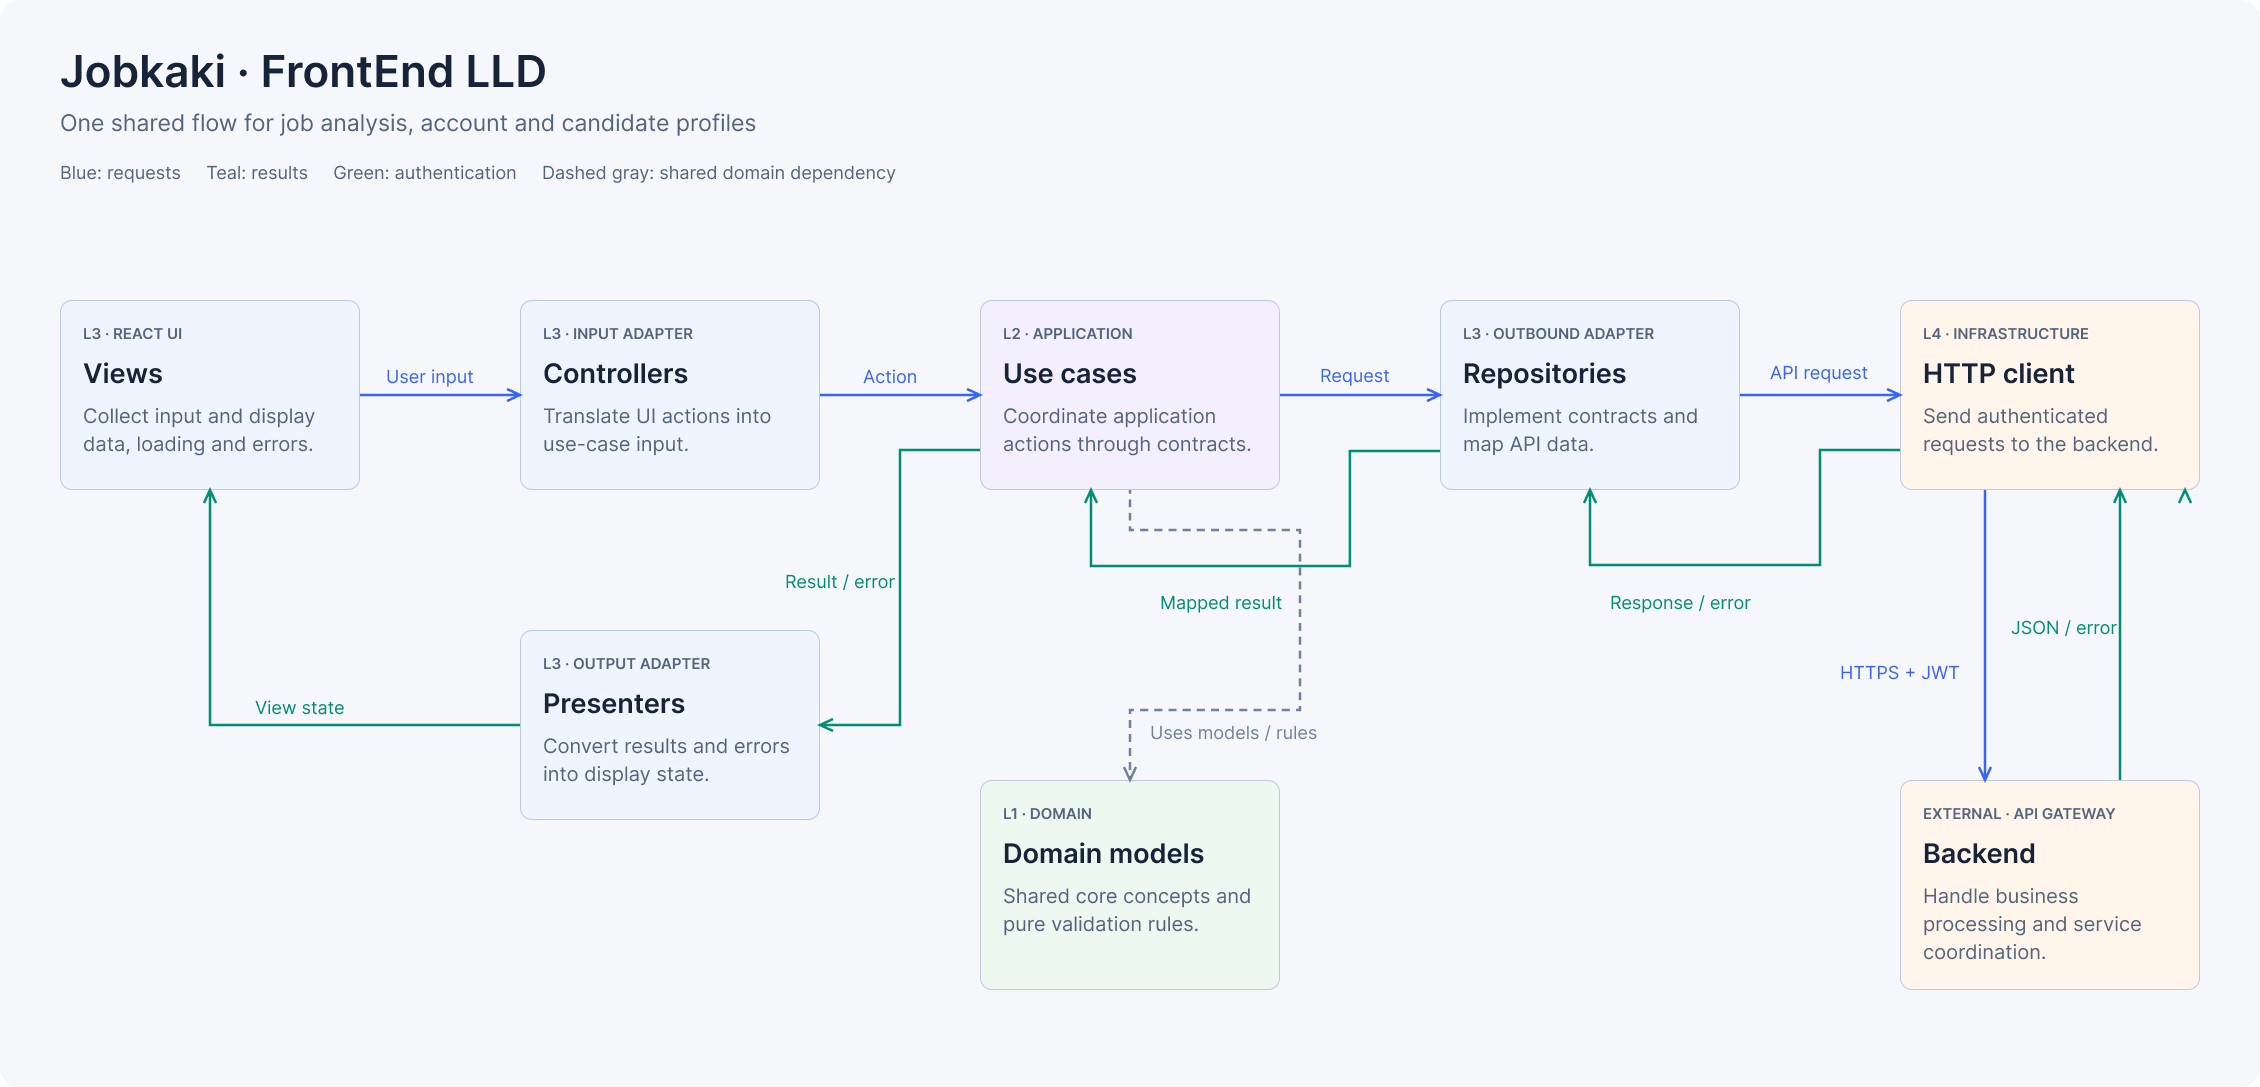 Jobkaki · FrontEnd LLD
One shared flow for job analysis, account and candidate profiles
Blue: requests Teal: results Green: authentication Dashed gray: shared domain dependency
L3 · REACT UI
Views
Collect input and display
data, loading and errors.
User input
L3 · INPUT ADAPTER
Controllers
Translate UI actions into
use-case input.
Action
L2 · APPLICATION
Use cases
Coordinate application
actions through contracts.
Request
L3 · OUTBOUND ADAPTER
Repositories
Implement contracts and
map API data.
API request
L4 · INFRASTRUCTURE
HTTP client
Send authenticated
requests to the backend.
Result / error
Mapped result
Response / error
JSON / error
HTTPS + JWT
View state
L3 · OUTPUT ADAPTER
Presenters
Convert results and errors
into display state.
Uses models / rules
L1 · DOMAIN
Domain models
Shared core concepts and
pure validation rules.
EXTERNAL · API GATEWAY
Backend
Handle business
processing and service
coordination.